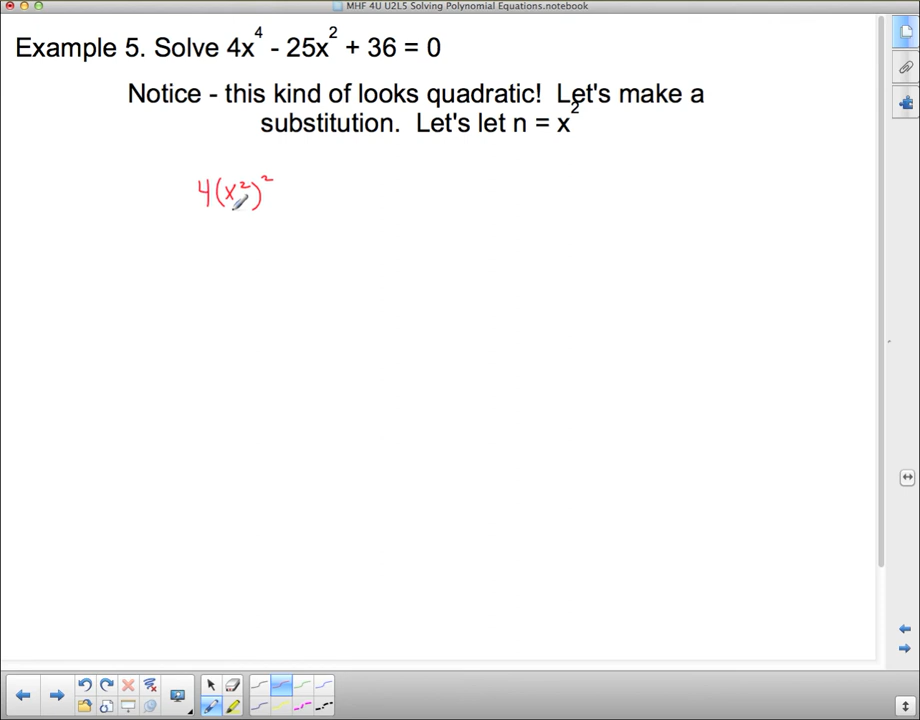 MHF 4U U2L5 Solving Polynomial Equations.notebook
Example 5. Solve 4x⁴ - 25x² + 36 = 0
Notice - this kind of looks quadratic! Let's make a
substitution. Let's let n = x²
4(x²)²